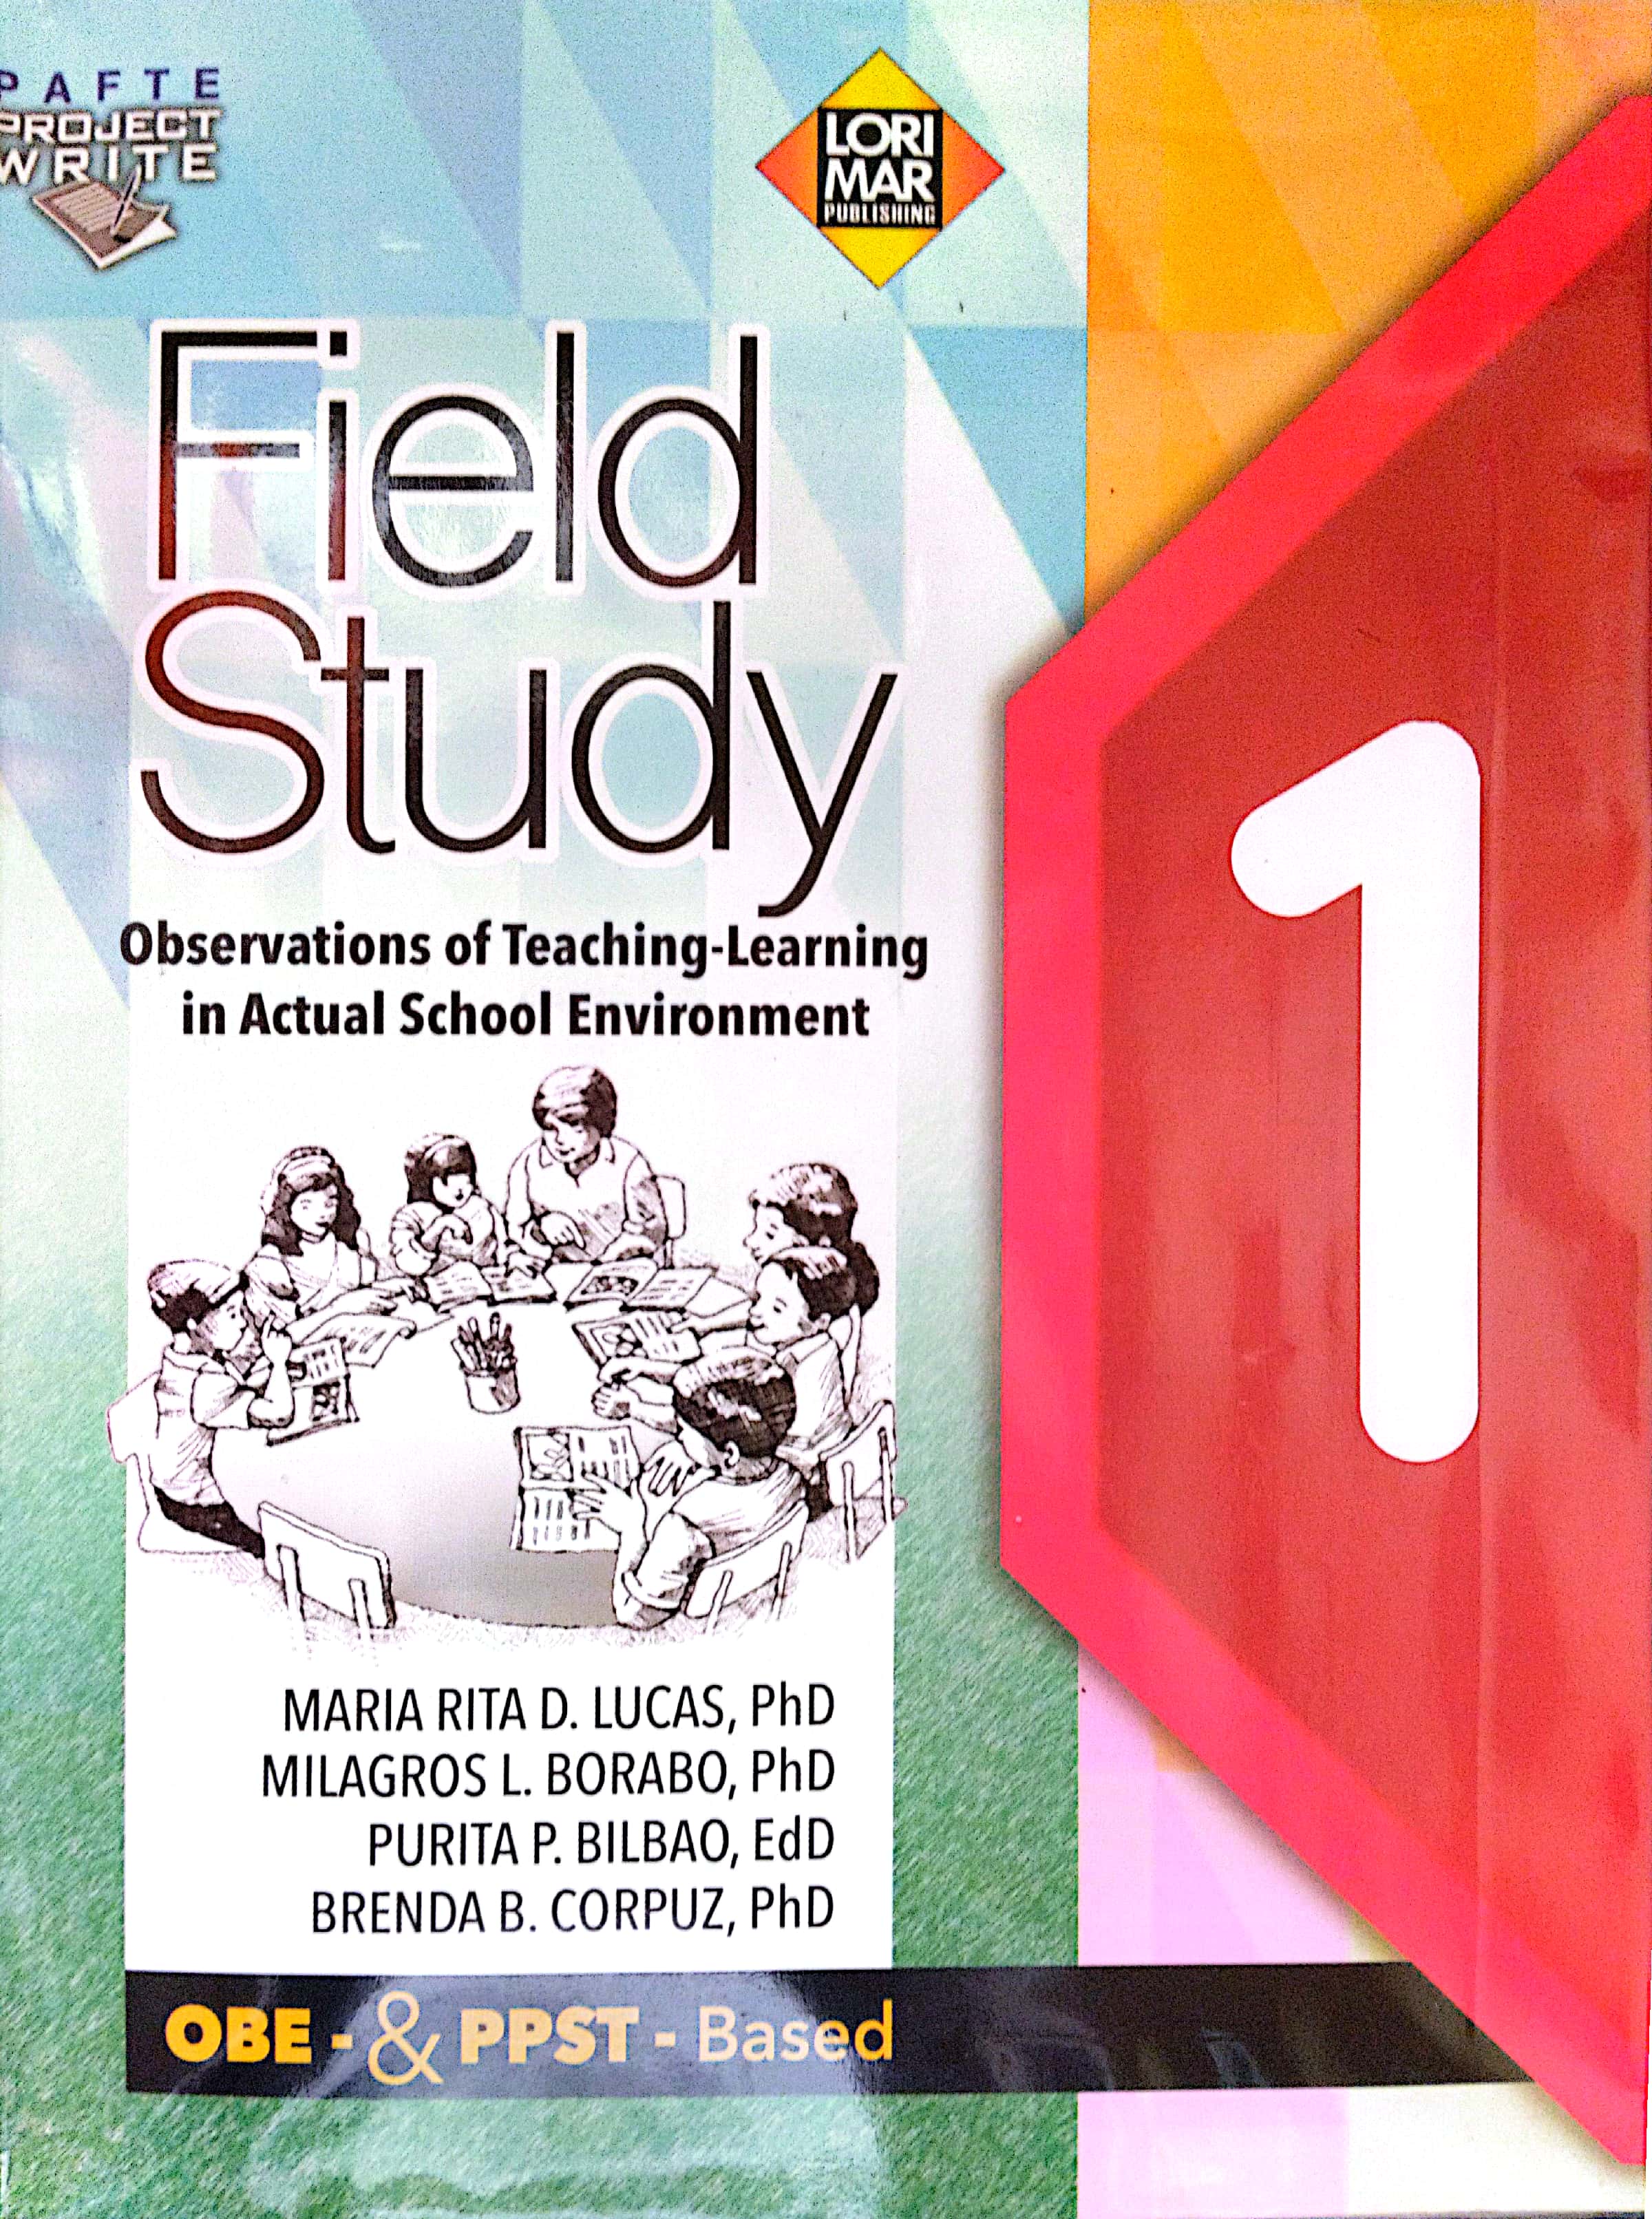 PAFTE
PROJECT
WRITE
LORI
MAR
PUBLISHING
Field
Study
1
Observations of Teaching-Learning
in Actual School Environment
MARIA RITA D. LUCAS, PhD
MILAGROS L. BORABO, PhD
PURITA P. BILBAO, EdD
BRENDA B. CORPUZ, PhD
OBE - & PPST - Based